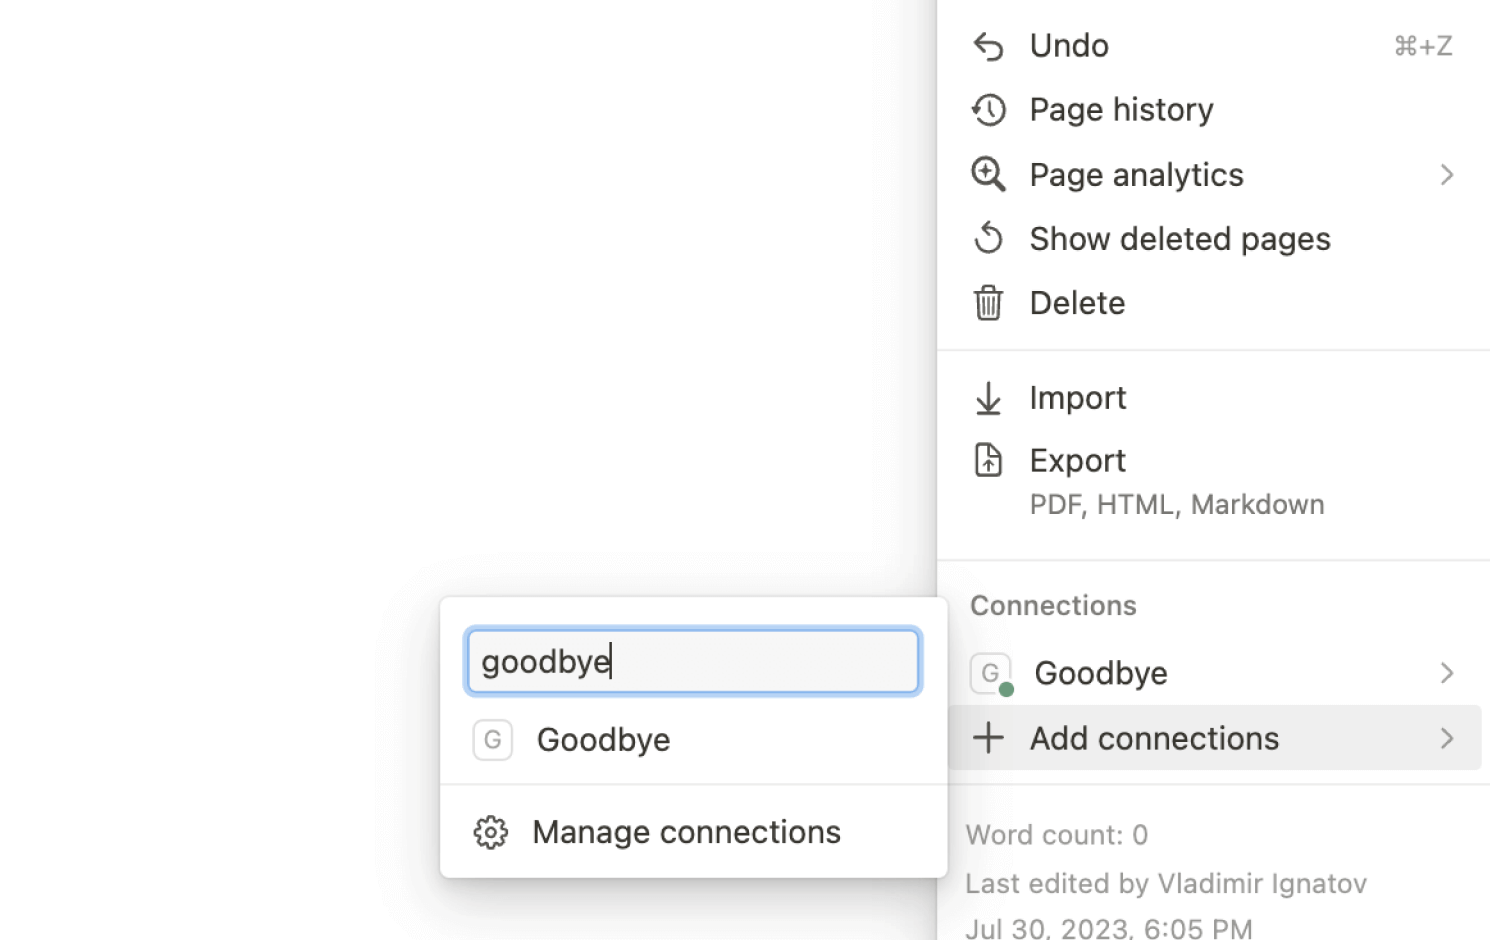 Undo ⌘+Z
Page history
Page analytics
Show deleted pages
Delete
Import
Export
PDF, HTML, Markdown
Connections
G Goodbye
Add connections
goodbye
G Goodbye
Manage connections
Word count: 0
Last edited by Vladimir Ignatov
Jul 30, 2023, 6:05 PM